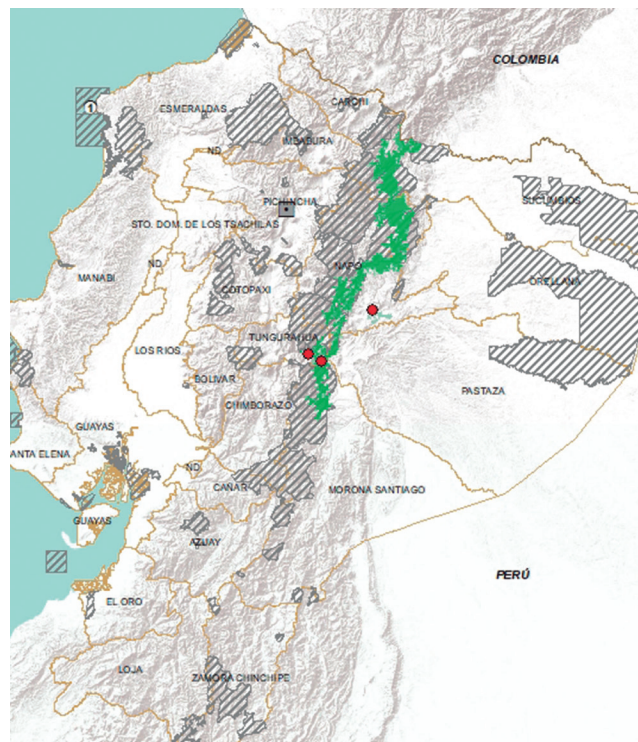 COLOMBIA
CARCHI
1
ESMERALDAS
IMBABURA
ND
PICHINCHA
SUCUMBIOS
STO. DOM. DE LOS TSACHILAS
ND
NAPO
MANABI
COTOPAXI
ORELLANA
TUNGURAHUA
LOS RIOS
BOLIVAR
PASTAZA
CHIMBORAZO
GUAYAS
ANTA ELENA
ND
CAÑAR
MORONA SANTIAGO
GUAYAS
AZUAY
PERÚ
EL ORO
LOJA
ZAMORA CHINCHIPE